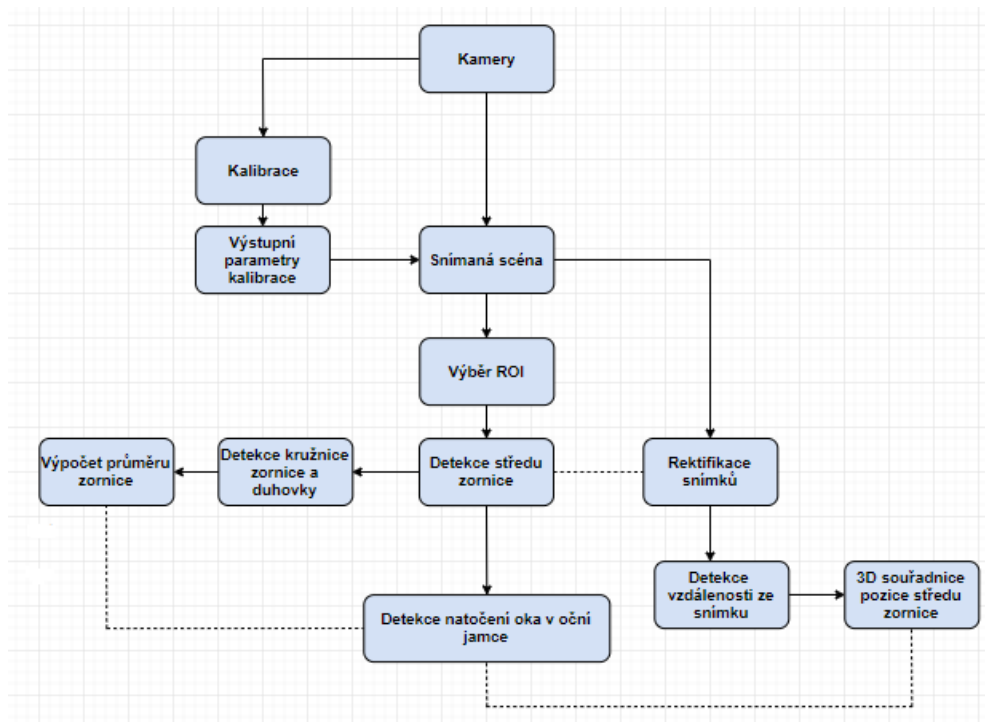 Kamery
Kalibrace
Výstupní
parametry
kalibrace
Snímaná scéna
Výběr ROI
Výpočet průměru
zornice
Detekce kružnice
zornice a
duhovky
Detekce středu
zornice
Rektifikace
snímků
Detekce
vzdálenosti ze
snímku
3D souřadnice
pozice středu
zornice
Detekce natočení oka v oční
jamce